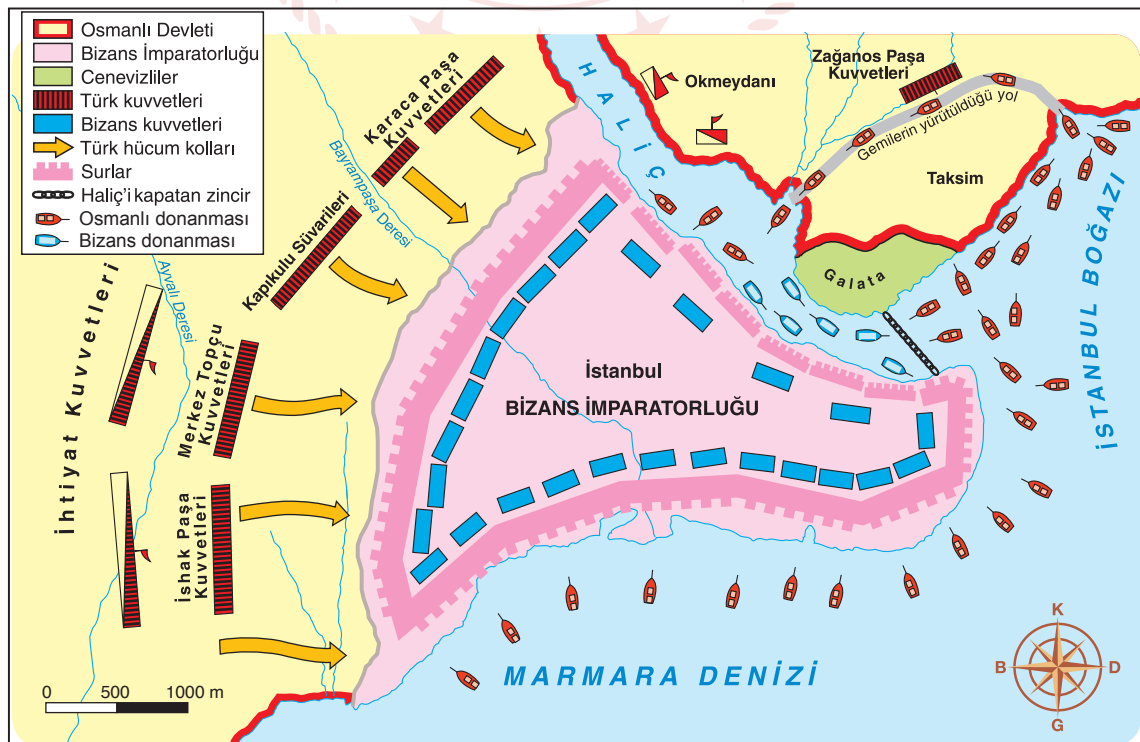 Osmanlı Devleti
Bizans İmparatorluğu
Cenevizliler
Türk kuvvetleri
Bizans kuvvetleri
Türk hücum kolları
Surlar
Haliç'i kapatan zincir
Osmanlı donanması
Bizans donanması
Karaca Paşa
Kuvvetleri
Bayrampaşa Deresi
Kapıkulu Süvarileri
Ayvalı Deresi
İhtiyat Kuvvetleri
Merkez Topçu
Kuvvetleri
İshak Paşa
Kuvvetleri
HALİÇ
Okmeydanı
Zağanos Paşa
Kuvvetleri
Gemilerin yürütüldüğü yol
Taksim
Galata
İSTANBUL BOĞAZI
İstanbul
BİZANS İMPARATORLUĞU
MARMARA DENİZİ
0 500 1000 m
K
B D
G